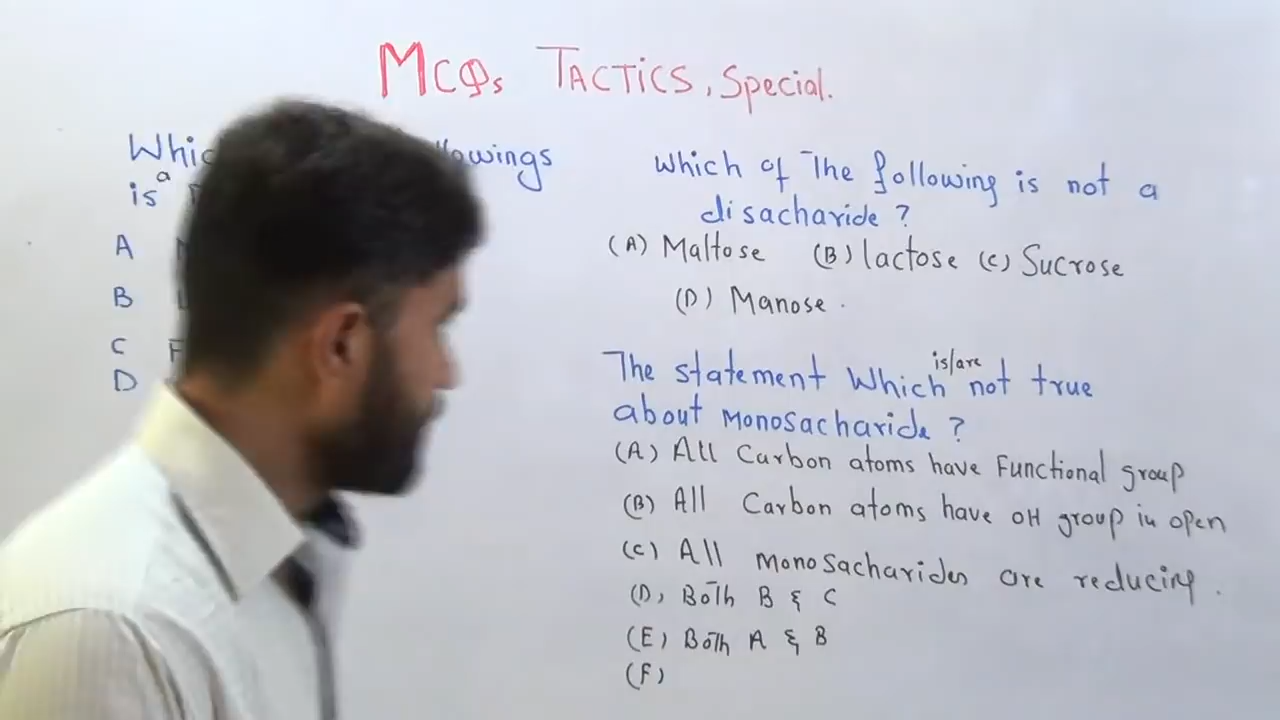 MCQs TACTICS, Special.
lowings
is a
A
B
C F
D
Which of The following is not a
disacharide ?
(A) Maltose (B) lactose (C) Sucrose
(D) Manose .
The statement Which is/are not true
about Monosacharide ?
(A) All Carbon atoms have Functional group
(B) All Carbon atoms have OH group in open
(C) All monosacharides are reducing .
(D) Both B & C
(E) Both A & B
(F)